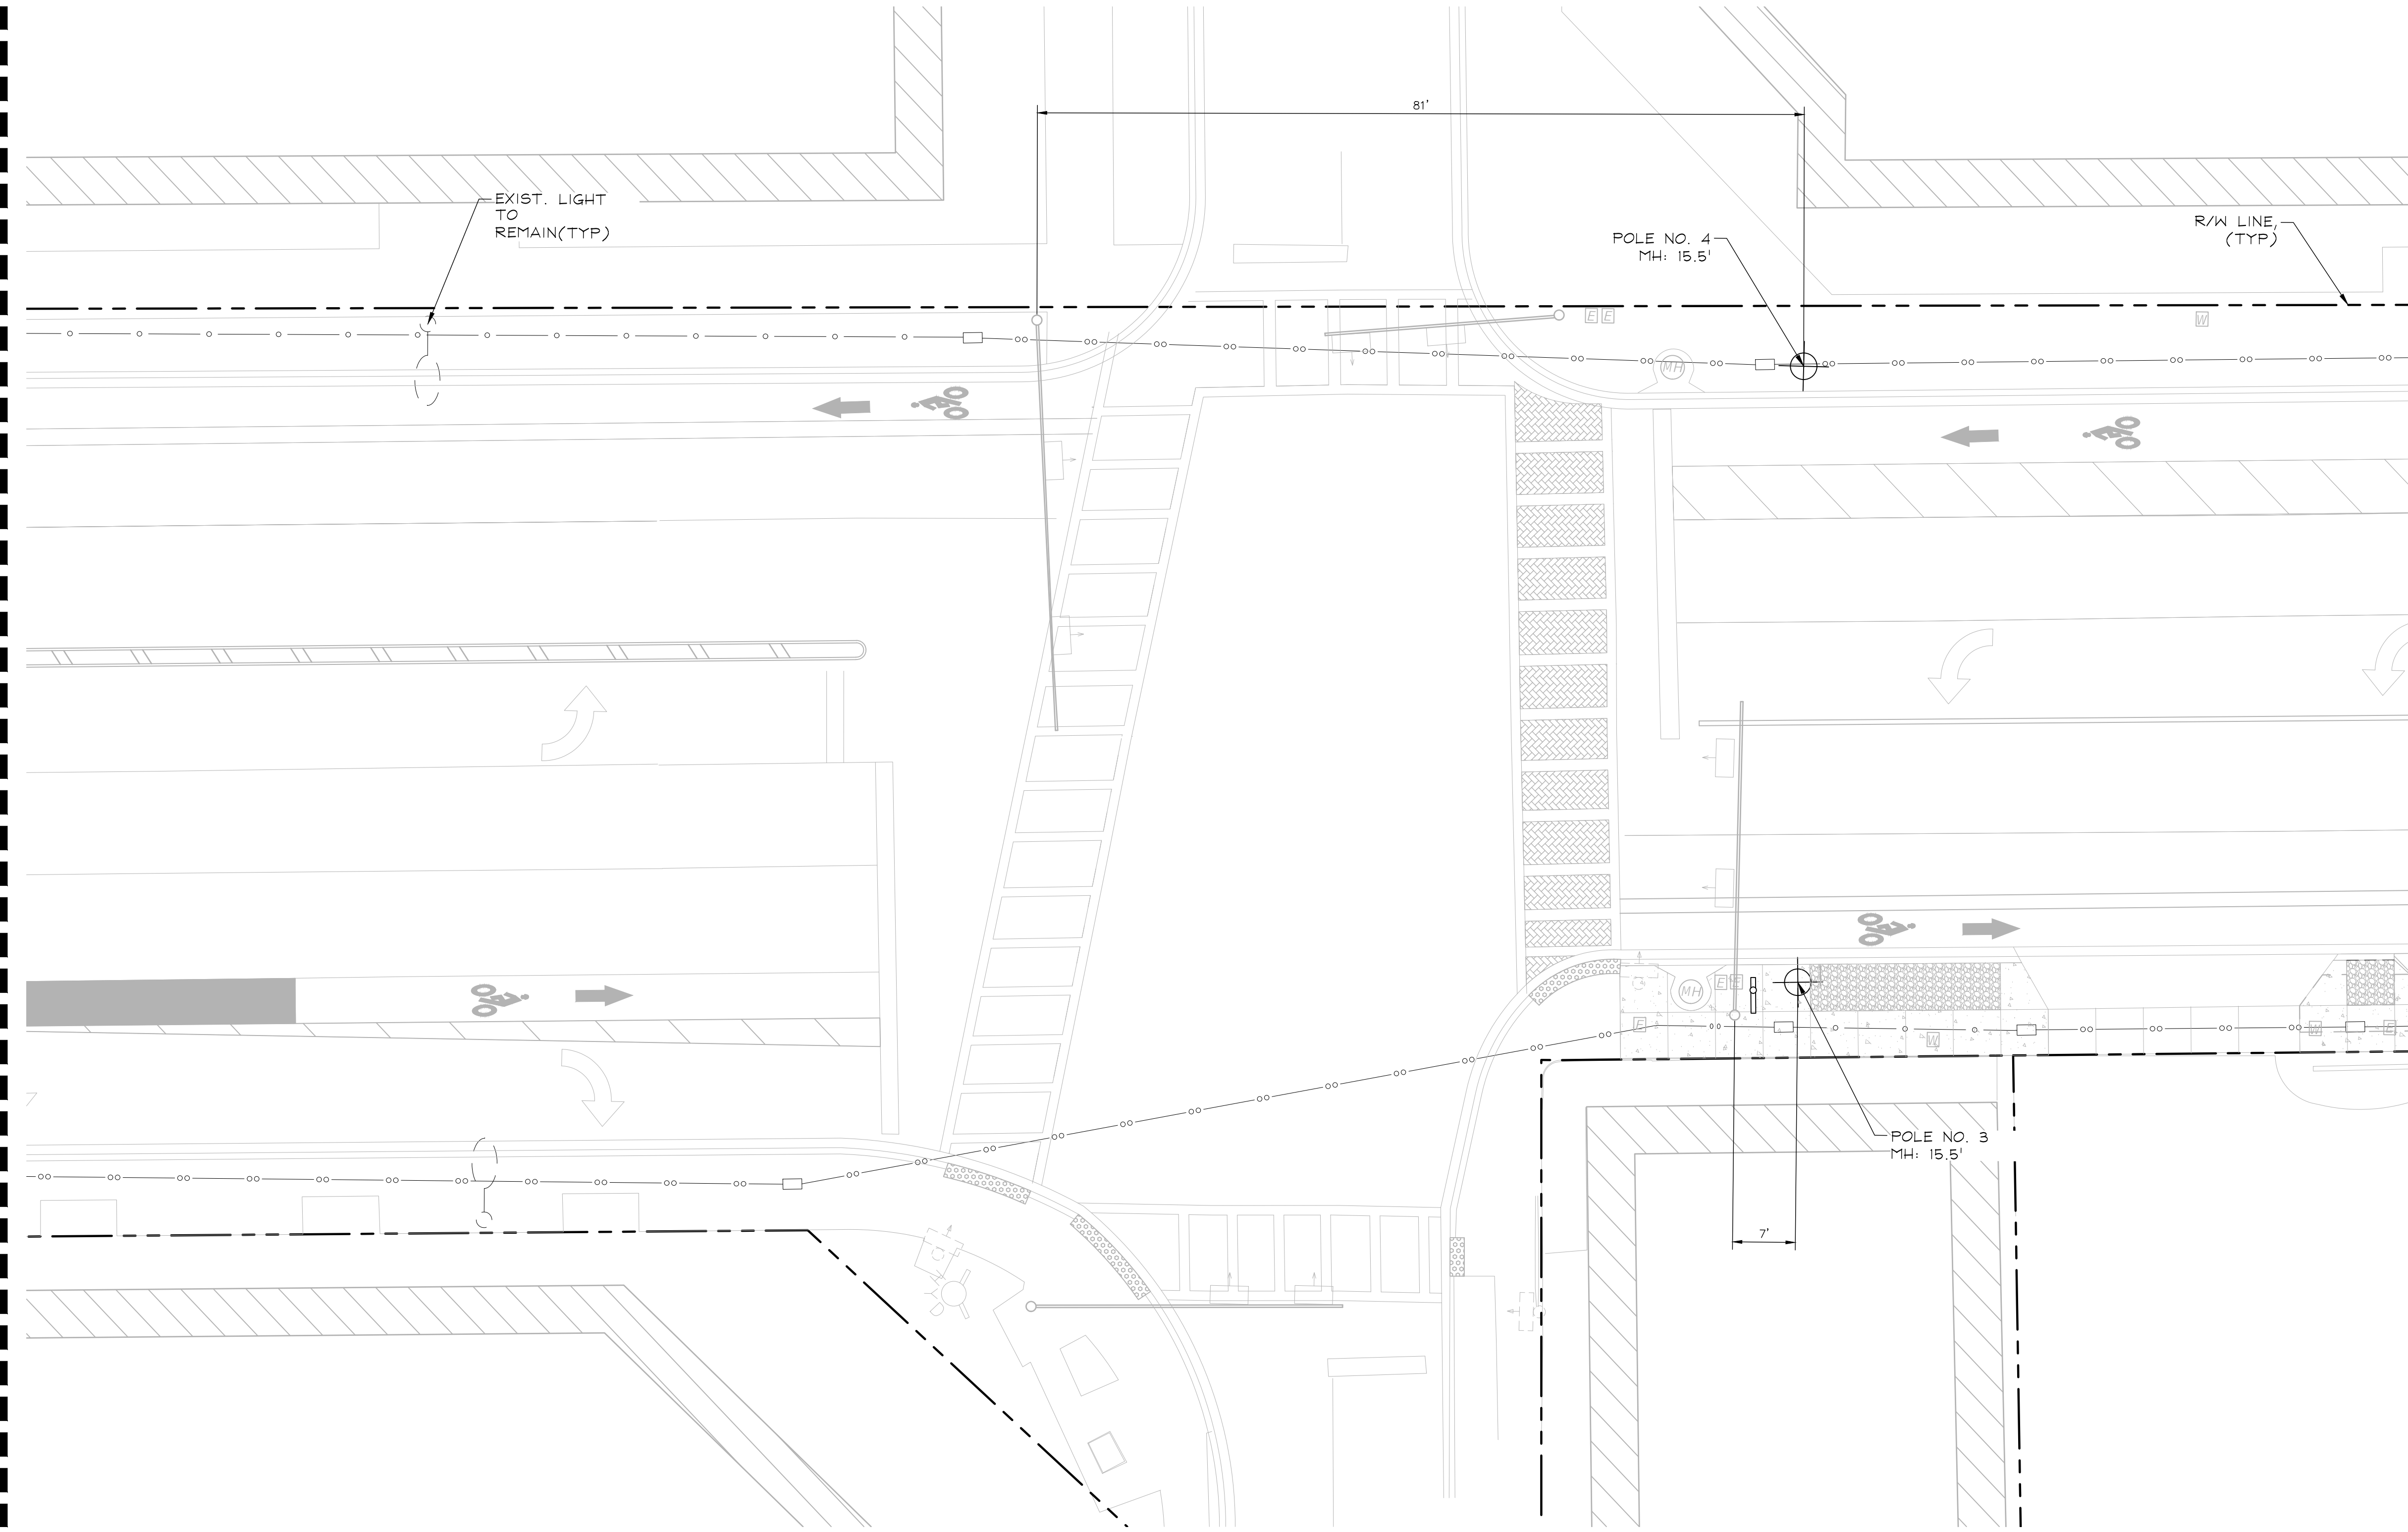 81'
EXIST. LIGHT
TO
REMAIN(TYP)
POLE NO. 4
MH: 15.5'
R/W LINE,
(TYP)
E E
W
MH
MH
E E
E
W
W
E
POLE NO. 3
MH: 15.5'
7'